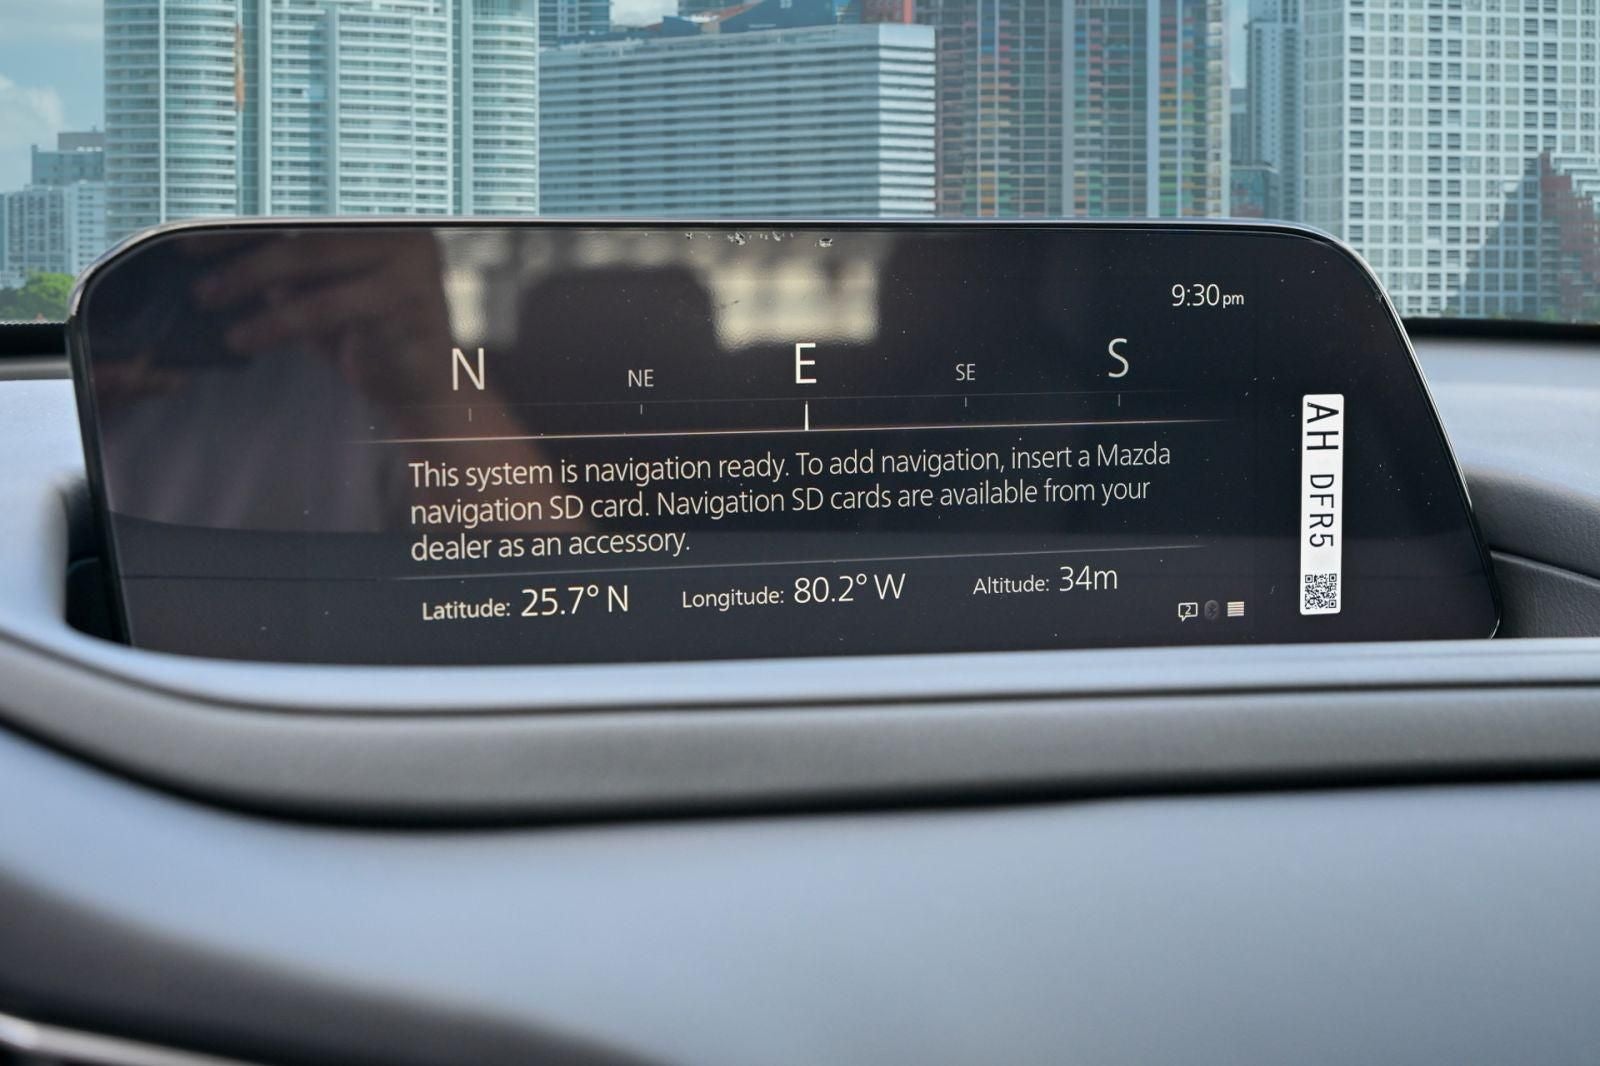 9:30pm
N NE E SE S
This system is navigation ready. To add navigation, insert a Mazda
navigation SD card. Navigation SD cards are available from your
dealer as an accessory.
Latitude: 25.7° N Longitude: 80.2° W Altitude: 34m
2
AH DFR5